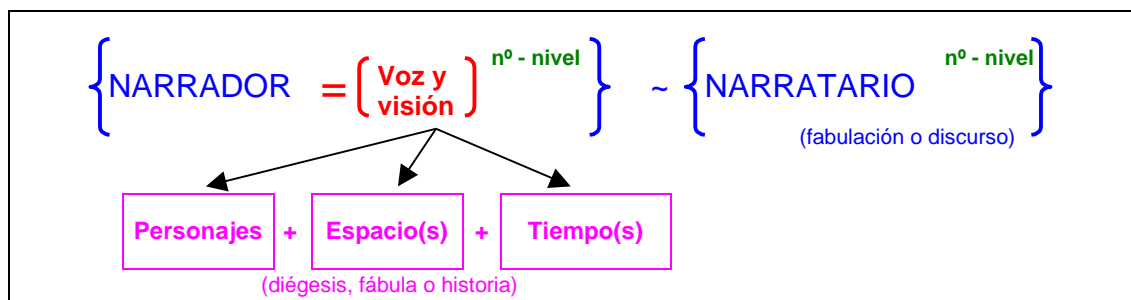 nº - nivel nº - nivel
{NARRADOR = (Voz y visión)} ~ {NARRATARIO}
(fabulación o discurso)
Personajes + Espacio(s) + Tiempo(s)
(diégesis, fábula o historia)